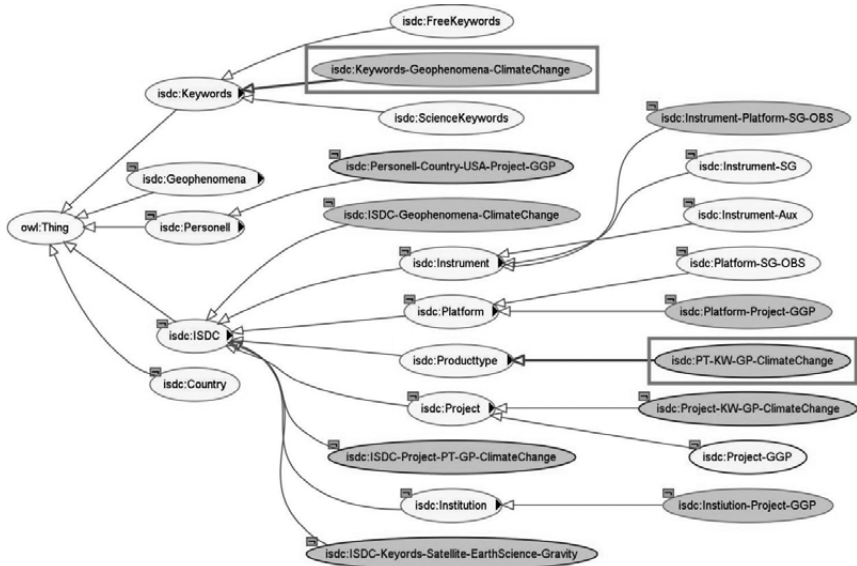 isdc:FreeKeywords
isdc:Keywords-Geophenomena-ClimateChange
isdc:Keywords
isdc:ScienceKeywords
isdc:Instrument-Platform-SG-OBS
isdc:Personell-Country-USA-Project-GGP
isdc:Instrument-SG
isdc:Geophenomena
isdc:ISDC-Geophenomena-ClimateChange
isdc:Instrument-Aux
owl:Thing
isdc:Personell
isdc:Instrument
isdc:Platform-SG-OBS
isdc:Platform
isdc:Platform-Project-GGP
isdc:ISDC
isdc:Producttype
isdc:PT-KW-GP-ClimateChange
isdc:Country
isdc:Project
isdc:Project-KW-GP-ClimateChange
isdc:ISDC-Project-PT-GP-ClimateChange
isdc:Project-GGP
isdc:Institution
isdc:Instiution-Project-GGP
isdc:ISDC-Keyords-Satellite-EarthScience-Gravity